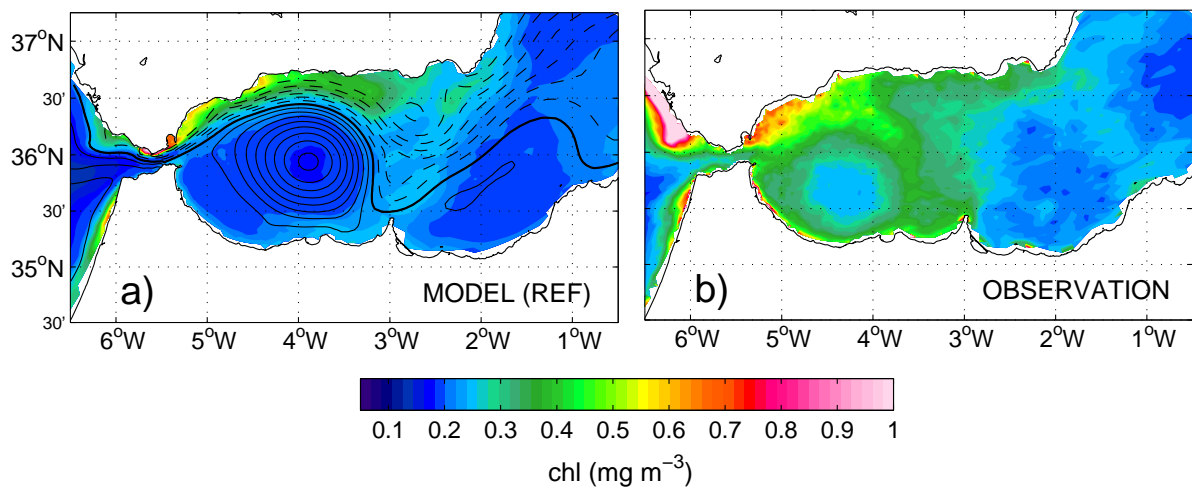 37°N
30'
36°N
30'
35°N
30'
a)
MODEL (REF)
6°W 5°W 4°W 3°W 2°W 1°W
b)
OBSERVATION
6°W 5°W 4°W 3°W 2°W 1°W
0.1 0.2 0.3 0.4 0.5 0.6 0.7 0.8 0.9 1
chl (mg m⁻³)